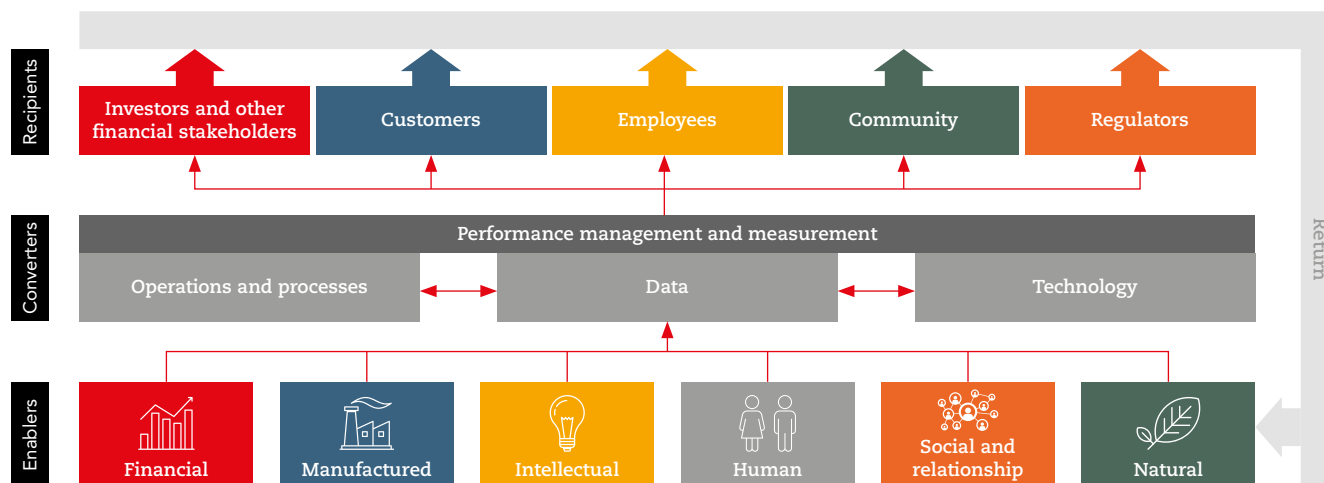 Recipients
Investors and other
financial stakeholders
Customers
Employees
Community
Regulators
Converters
Performance management and measurement
Operations and processes
Data
Technology
Return
Enablers
Financial
Manufactured
Intellectual
Human
Social and
relationship
Natural